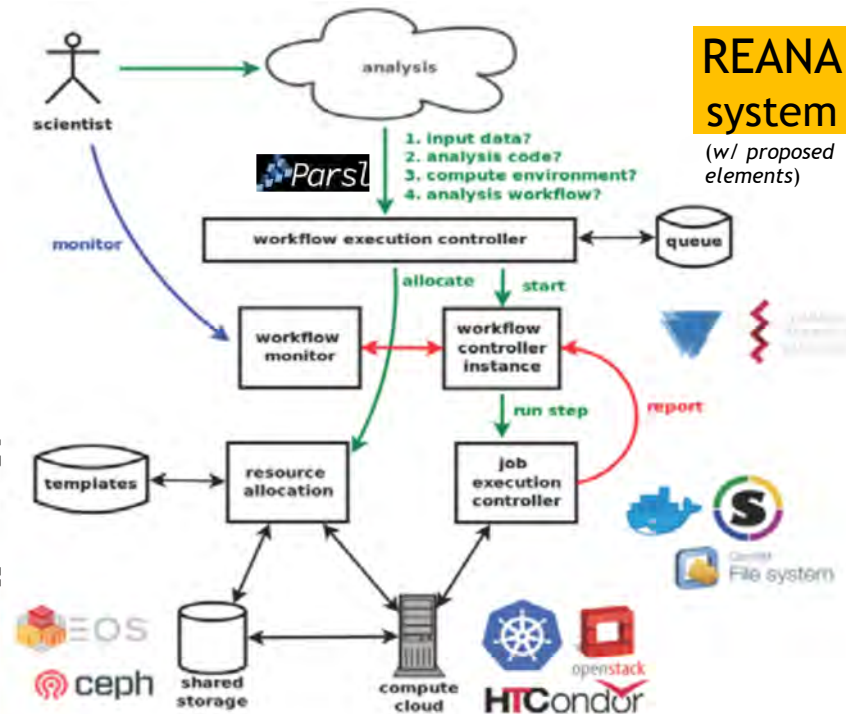 REANA
system
(w/ proposed
elements)
analysis
scientist
Parsl
1. input data?
2. analysis code?
3. compute environment?
4. analysis workflow?
workflow execution controller
queue
monitor
allocate
start
workflow
monitor
workflow
controller
instance
run step
report
templates
resource
allocation
job
execution
controller
S
File system
EOS
ceph
shared
storage
compute
cloud
openstack
HTCondor